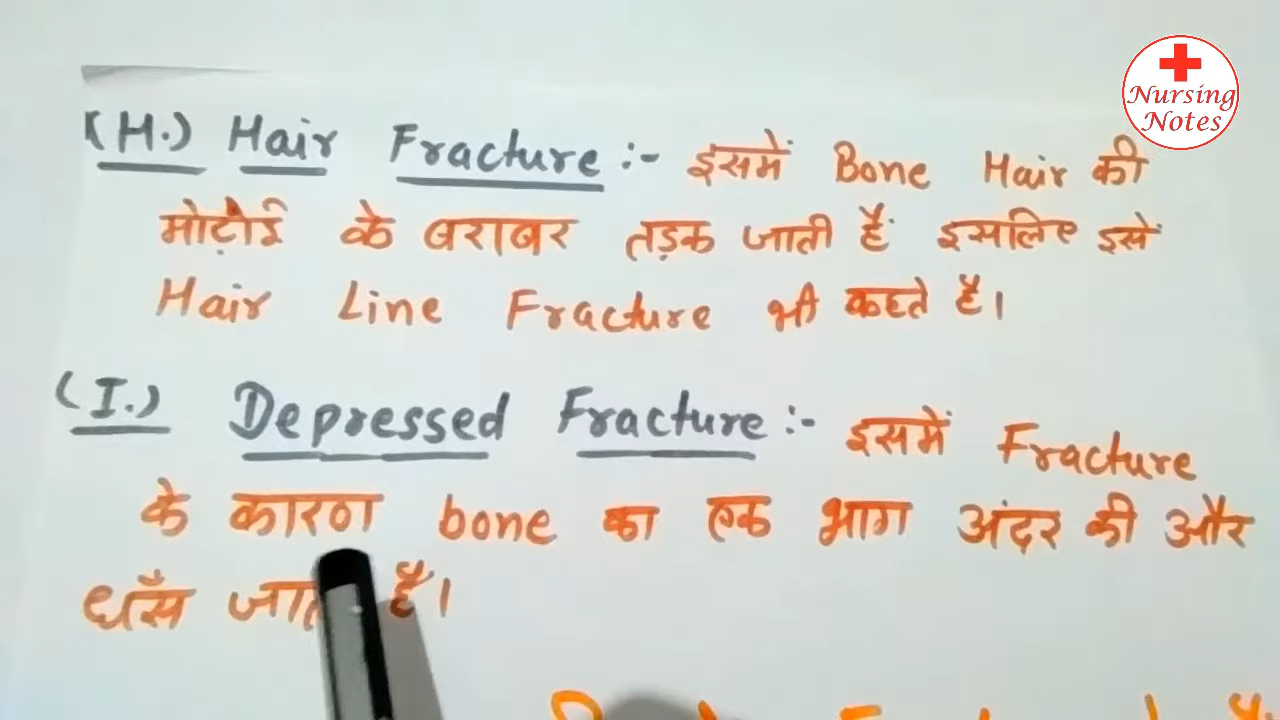 Nursing
Notes
(H.) Hair Fracture :- इसमें Bone Hair की
मोटाई के बराबर तड़क जाती हैं इसलिए इसे
Hair Line Fracture भी कहते है।
(I.) Depressed Fracture :- इसमें Fracture
के कारण bone का एक भाग अंदर की और
धँस है।